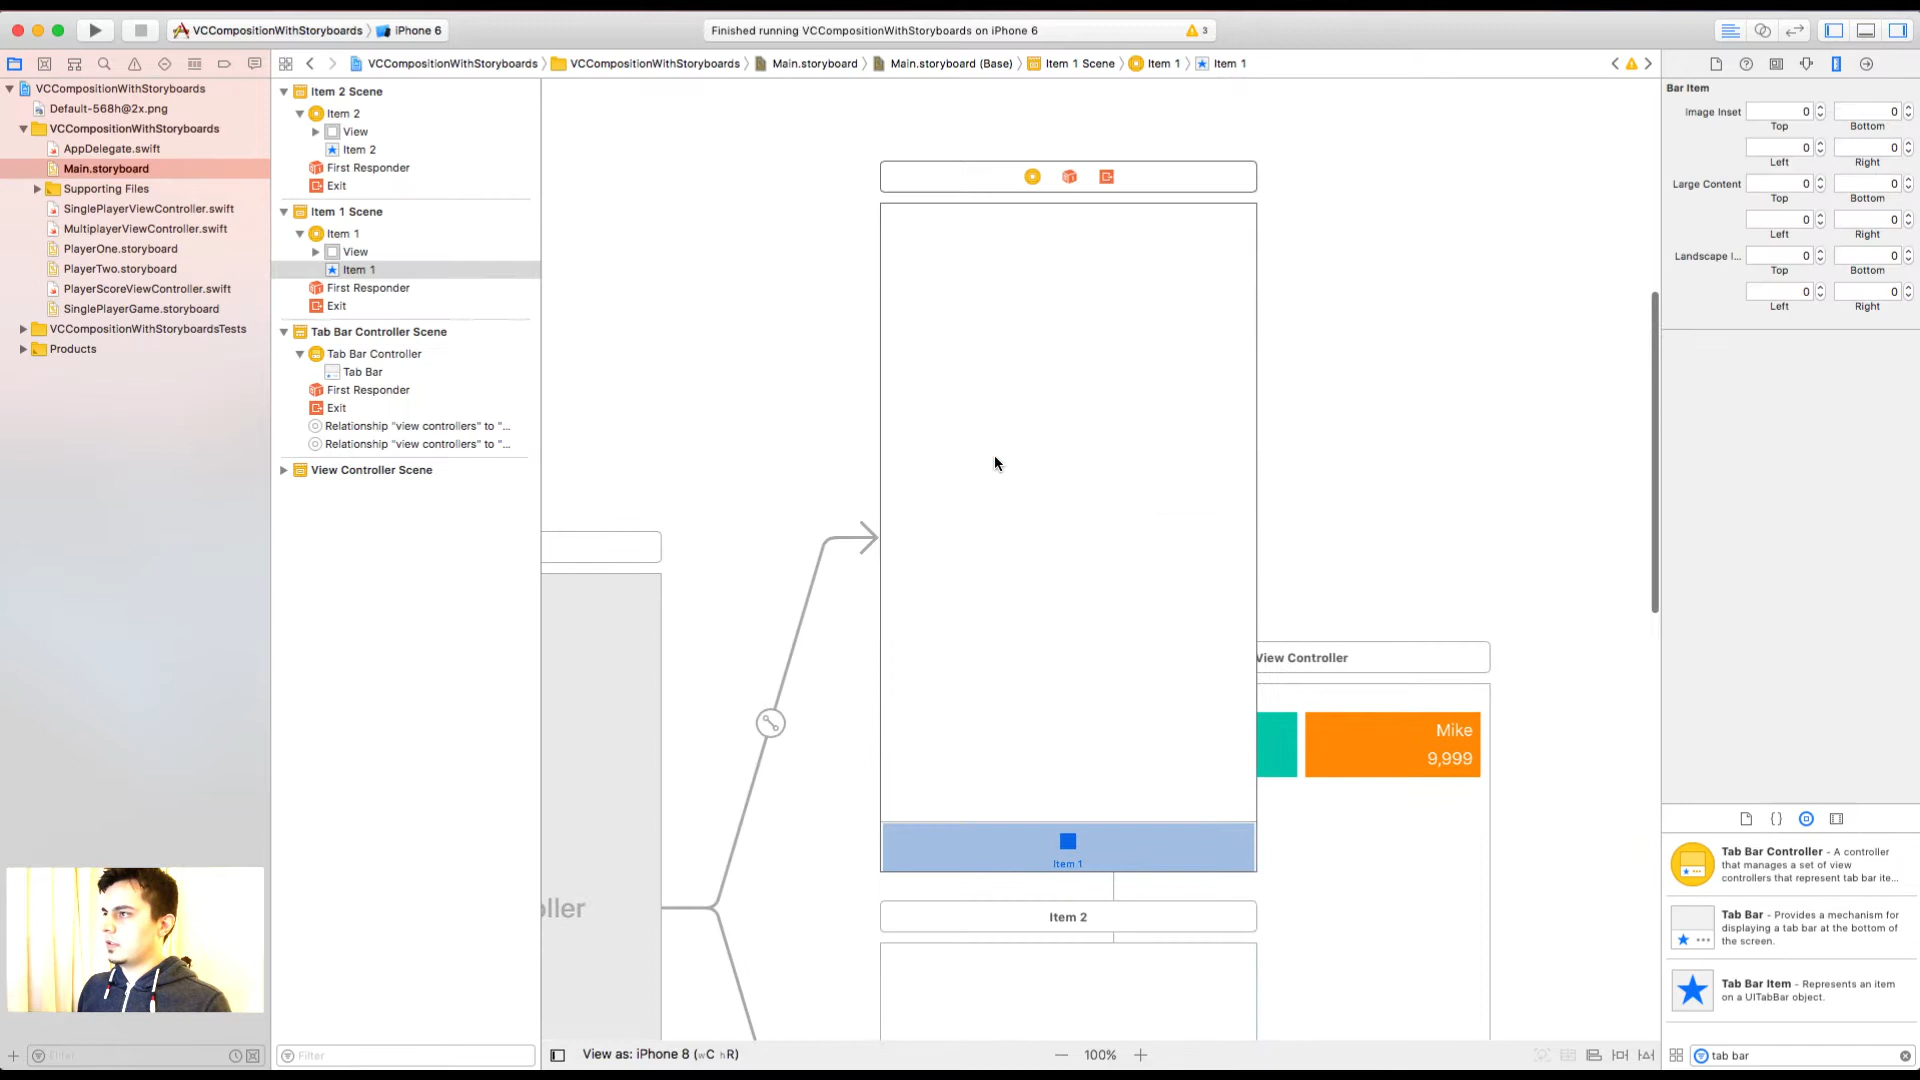 VCCompositionWithStoryboards
iPhone 6
Finished running VCCompositionWithStoryboards on iPhone 6
3
VCCompositionWithStoryboards
VCCompositionWithStoryboards
Main.storyboard
Main.storyboard (Base)
Item 1 Scene
Item 1
Item 1
VCCompositionWithStoryboards
Default-568h@2x.png
VCCompositionWithStoryboards
AppDelegate.swift
Main.storyboard
Supporting Files
SinglePlayerViewController.swift
MultiplayerViewController.swift
PlayerOne.storyboard
PlayerTwo.storyboard
PlayerScoreViewController.swift
SinglePlayerGame.storyboard
VCCompositionWithStoryboardsTests
Products
Filter
Item 2 Scene
Item 2
View
Item 2
First Responder
Exit
Item 1 Scene
Item 1
View
Item 1
First Responder
Exit
Tab Bar Controller Scene
Tab Bar Controller
Tab Bar
First Responder
Exit
Relationship "view controllers" to "...
Relationship "view controllers" to "...
View Controller Scene
Filter
oller
View Controller
Mike
9,999
Item 1
Item 2
View as: iPhone 8 (wC hR)
100%
Bar Item
Image Inset 0 0
Top Bottom
0 0
Left Right
Large Content 0 0
Top Bottom
0 0
Left Right
Landscape I... 0 0
Top Bottom
0 0
Left Right
{}
Tab Bar Controller - A controller
that manages a set of view
controllers that represent tab bar ite...
Tab Bar - Provides a mechanism for
displaying a tab bar at the bottom of
the screen.
Tab Bar Item - Represents an item
on a UITabBar object.
tab bar